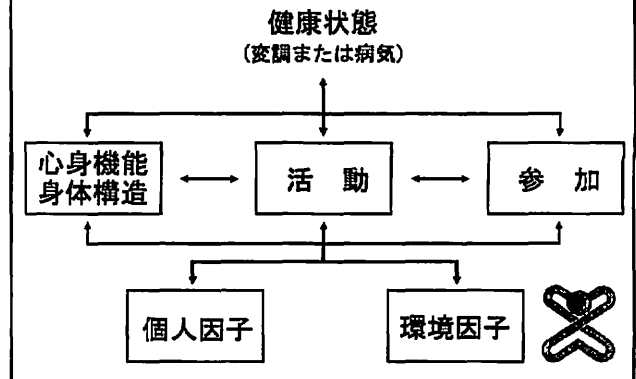 健康状態
(変調または病気)
心身機能
身体構造
活　動
参　加
個人因子
環境因子